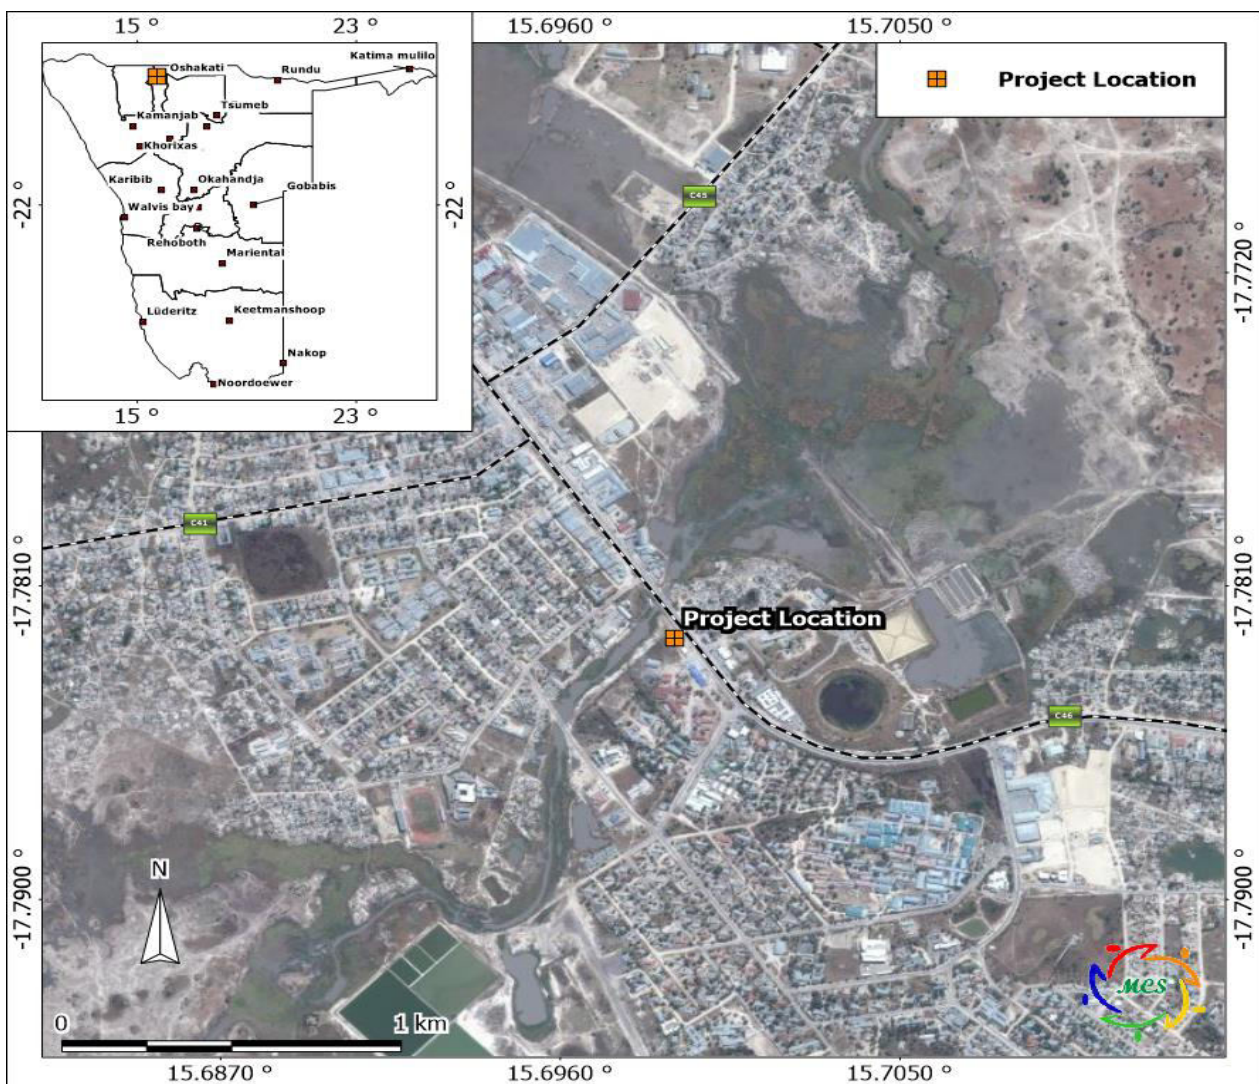 15 °
23 °
15.6960 °
15.7050 °
Katima mulilo
Oshakati
Rundu
Project Location
Tsumeb
Kamanjab
Khorixas
Karibib
Okahandja
Gobabis
-22 °
-22 °
Walvis bay
Rehoboth
Mariental
Lüderitz
Keetmanshoop
Nakop
Noordoewer
15 °
23 °
C45
-17.7720 °
C41
-17.7810 °
-17.7810 °
Project Location
C46
N
-17.7900 °
-17.7900 °
MES
0
1 km
15.6870 °
15.6960 °
15.7050 °